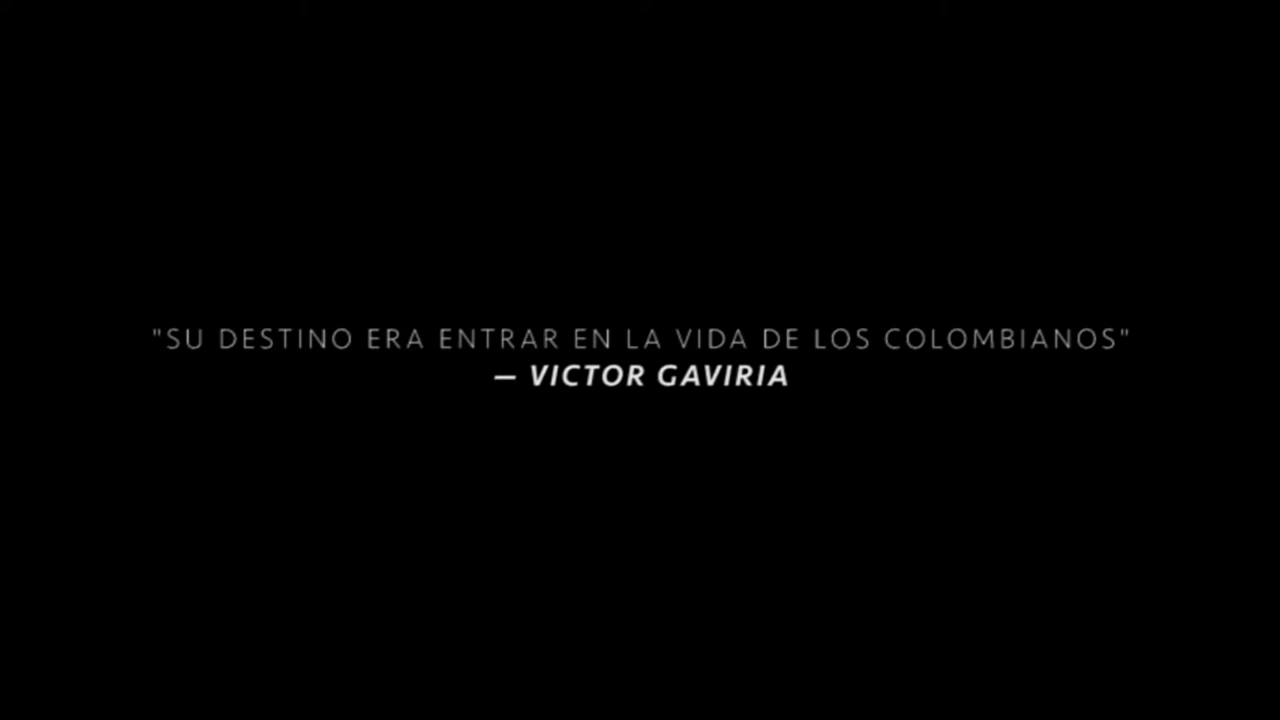 "SU DESTINO ERA ENTRAR EN LA VIDA DE LOS COLOMBIANOS"
— VICTOR GAVIRIA